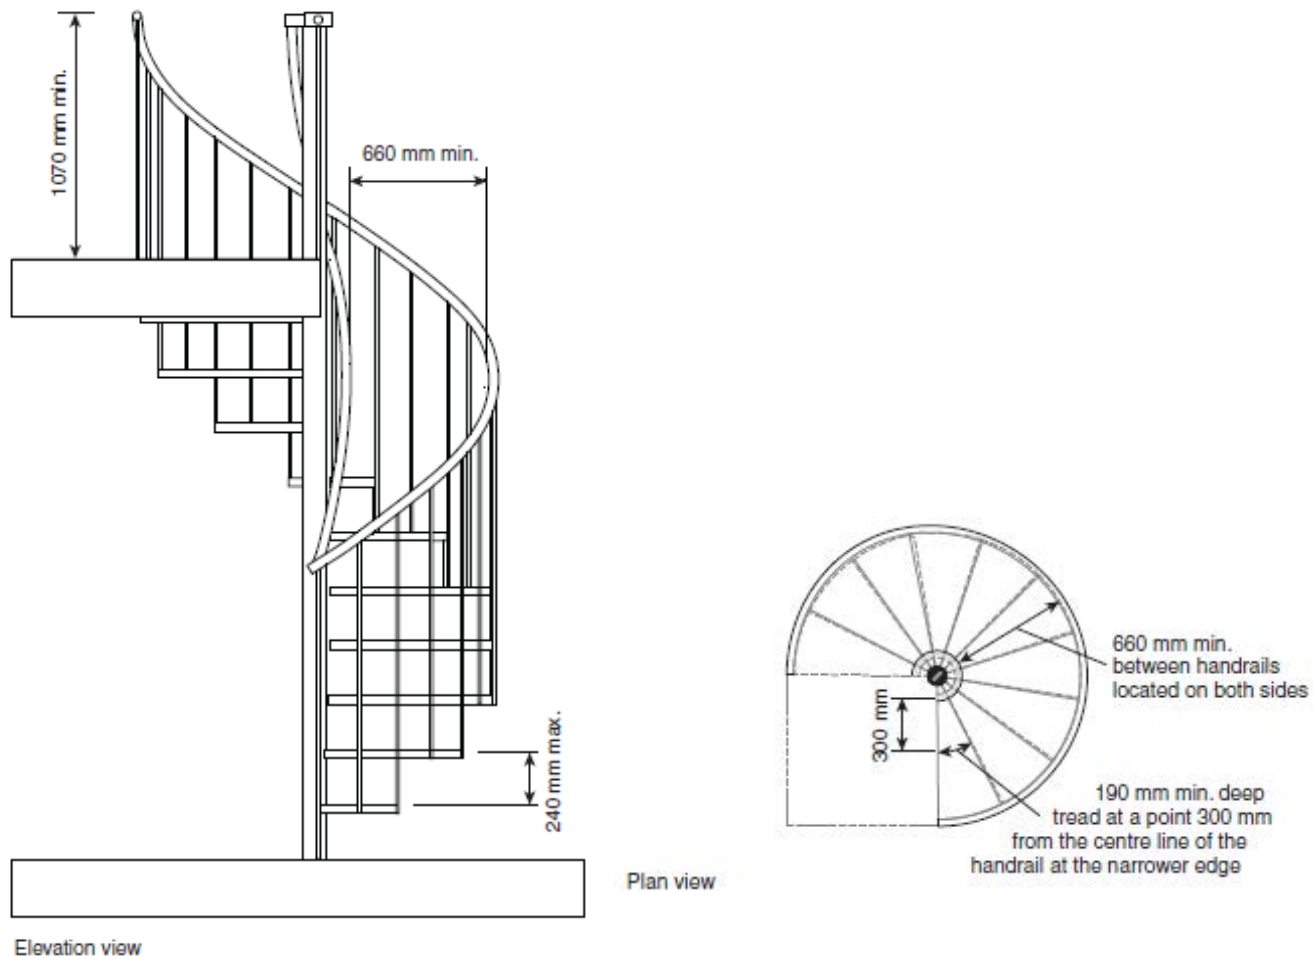 1070 mm min.
660 mm min.
240 mm max.
Elevation view
Plan view
660 mm min.
between handrails
located on both sides
300 mm
190 mm min. deep
tread at a point 300 mm
from the centre line of the
handrail at the narrower edge